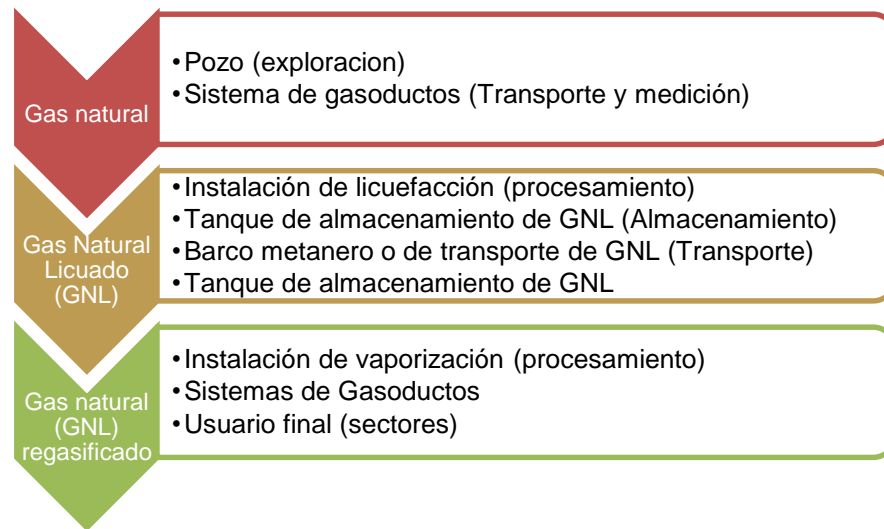 Gas natural
•Pozo (exploracion)
•Sistema de gasoductos (Transporte y medición)
Gas Natural
Licuado
(GNL)
•Instalación de licuefacción (procesamiento)
•Tanque de almacenamiento de GNL (Almacenamiento)
•Barco metanero o de transporte de GNL (Transporte)
•Tanque de almacenamiento de GNL
Gas natural
(GNL)
regasificado
•Instalación de vaporización (procesamiento)
•Sistemas de Gasoductos
•Usuario final (sectores)